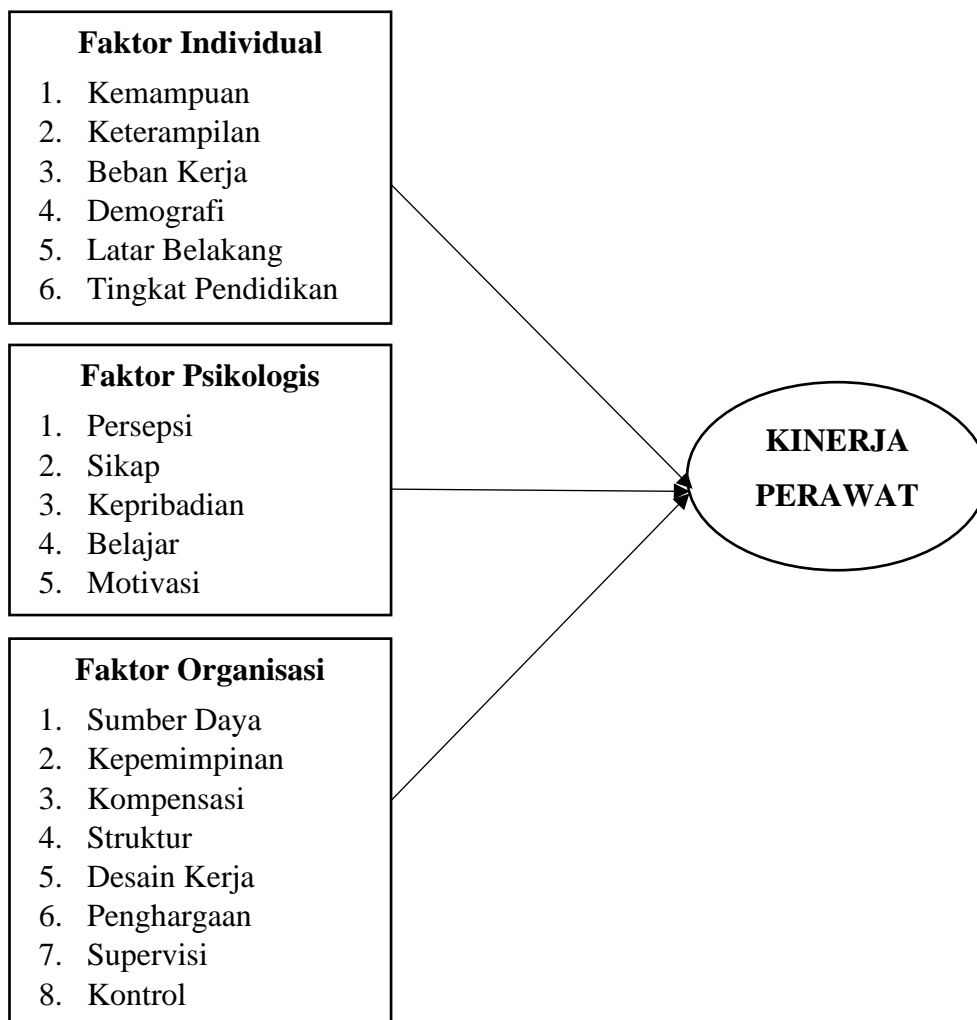 Faktor Individual
1. Kemampuan
2. Keterampilan
3. Beban Kerja
4. Demografi
5. Latar Belakang
6. Tingkat Pendidikan
Faktor Psikologis
1. Persepsi
2. Sikap
3. Kepribadian
4. Belajar
5. Motivasi
Faktor Organisasi
1. Sumber Daya
2. Kepemimpinan
3. Kompensasi
4. Struktur
5. Desain Kerja
6. Penghargaan
7. Supervisi
8. Kontrol
KINERJA
PERAWAT